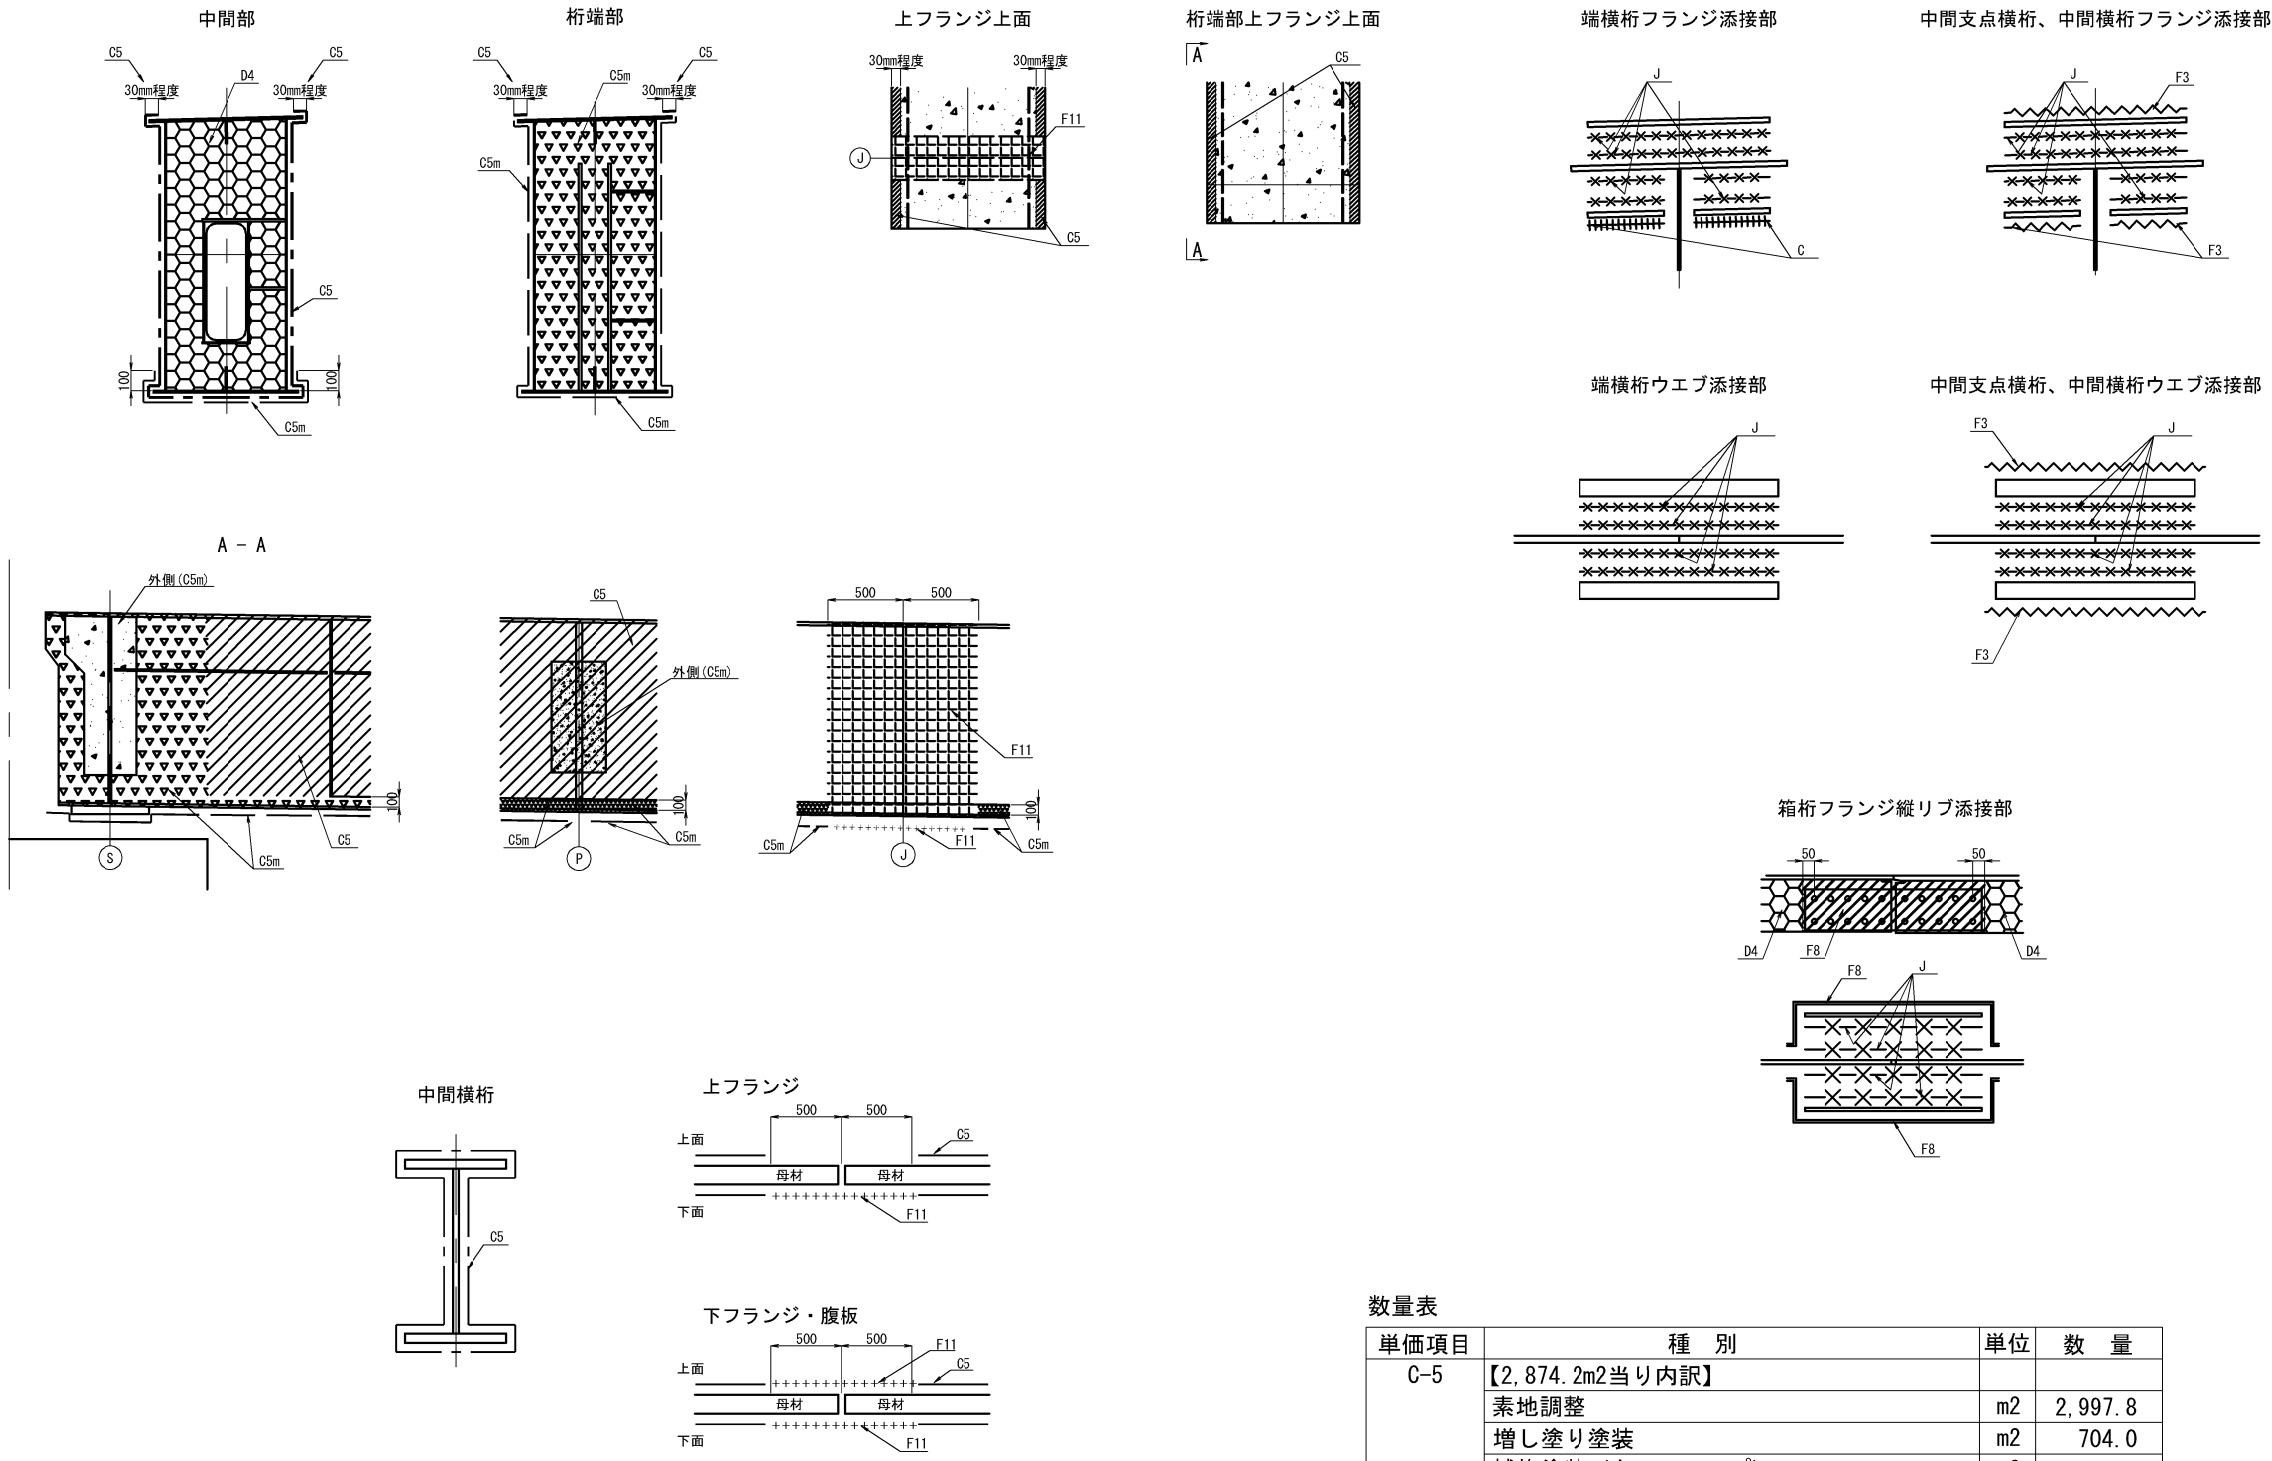 中間部
C5
C5
D4
30mm程度
30mm程度
C5m
C5
100
100
C5m
桁端部
C5
C5
C5m
30mm程度
30mm程度
C5m
上フランジ上面
30mm程度
30mm程度
F11
J
C5
桁端部上フランジ上面
A
C5
A
端横桁フランジ添接部
J
C
中間支点横桁、中間横桁フランジ添接部
J
F3
F3
端横桁ウエブ添接部
J
中間支点横桁、中間横桁ウエブ添接部
F3
J
F3
A - A
外側(C5m)
100
C5
C5m
S
C5
外側(C5m)
100
C5m
C5m
P
500
500
F11
100
C5m
F11
C5m
J
箱桁フランジ縦リブ添接部
50
50
D4
F8
D4
F8
J
F8
中間横桁
C5
上フランジ
500
500
上面
C5
母材
母材
下面
F11
下フランジ・腹板
500
500
F11
上面
C5
母材
母材
下面
F11
数量表
単価項目 種 別 単位 数 量
C-5 【2,874.2m2当り内訳】
素地調整 m2 2,997.8
増し塗り塗装 m2 704.0